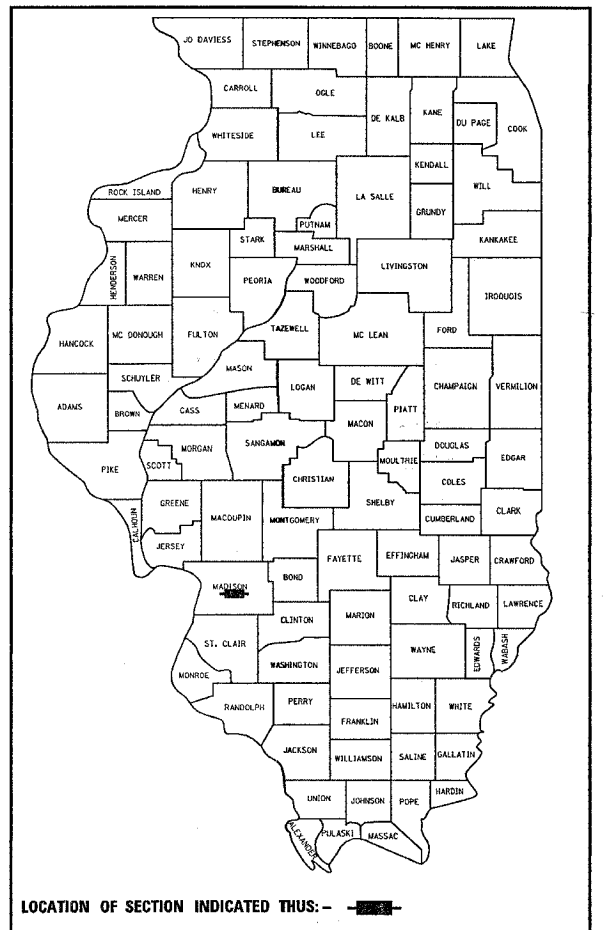 JO DAVIESS
STEPHENSON
WINNEBAGO
BOONE
MC HENRY
LAKE
CARROLL
OGLE
DE KALB
KANE
DU PAGE
COOK
WHITESIDE
LEE
KENDALL
WILL
ROCK ISLAND
HENRY
BUREAU
LA SALLE
GRUNDY
PUTNAM
MERCER
STARK
MARSHALL
KANKAKEE
HENDERSON
WARREN
KNOX
PEORIA
WOODFORD
LIVINGSTON
IROQUOIS
HANCOCK
MC DONOUGH
FULTON
TAZEWELL
MC LEAN
FORD
MASON
SCHUYLER
LOGAN
DE WITT
CHAMPAIGN
VERMILION
ADAMS
BROWN
CASS
MENARD
MACON
PIATT
MORGAN
SANGAMON
DOUGLAS
EDGAR
PIKE
SCOTT
CHRISTIAN
MOULTRIE
COLES
GREENE
MACOUPIN
MONTGOMERY
SHELBY
CUMBERLAND
CLARK
CALHOUN
JERSEY
FAYETTE
EFFINGHAM
JASPER
CRAWFORD
MADISON
BOND
CLAY
RICHLAND
LAWRENCE
CLINTON
MARION
ST. CLAIR
WAYNE
EDWARDS
WABASH
WASHINGTON
JEFFERSON
MONROE
RANDOLPH
PERRY
HAMILTON
WHITE
FRANKLIN
JACKSON
WILLIAMSON
SALINE
GALLATIN
UNION
JOHNSON
POPE
HARDIN
ALEXANDER
PULASKI
MASSAC
LOCATION OF SECTION INDICATED THUS:-